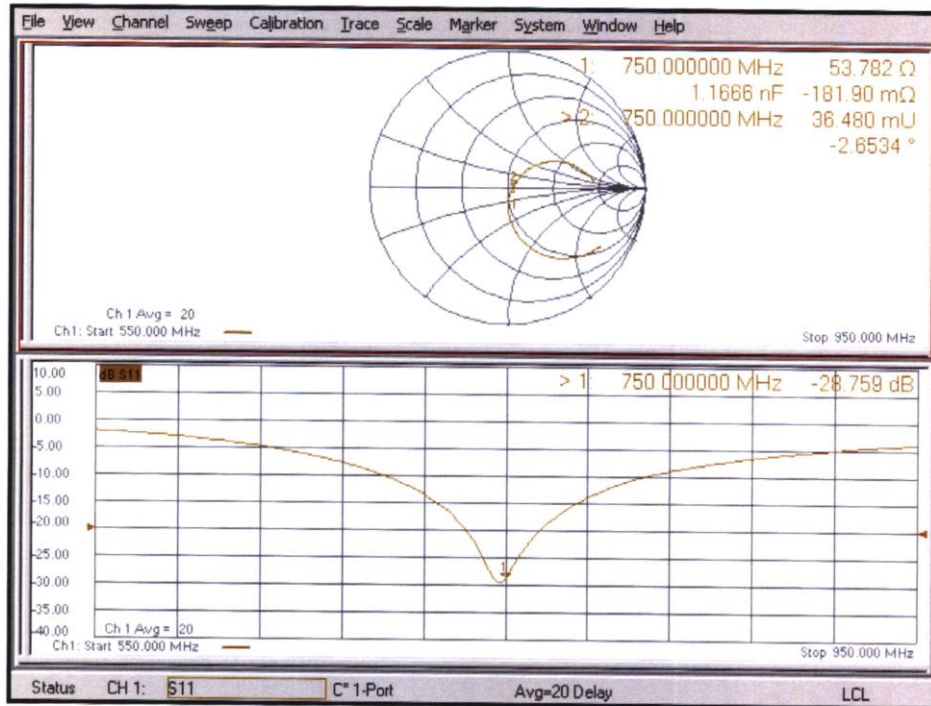 File View Channel Sweep Calibration Trace Scale Marker System Window Help
1: 750.000000 MHz 53.782 Ω
1.1666 nF -181.90 mΩ
> 2: 750.000000 MHz 36.480 mU
-2.6534 °
Ch 1 Avg = 20
Ch1: Start 550.000 MHz
Stop 950.000 MHz
10.00
dB S11
> 1: 750.000000 MHz -28.759 dB
5.00
0.00
-5.00
-10.00
-15.00
-20.00
-25.00
1
-30.00
-35.00
-40.00
Ch 1 Avg = 20
Ch1: Start 550.000 MHz
Stop 950.000 MHz
Status CH 1: S11 C* 1-Port Avg=20 Delay LCL